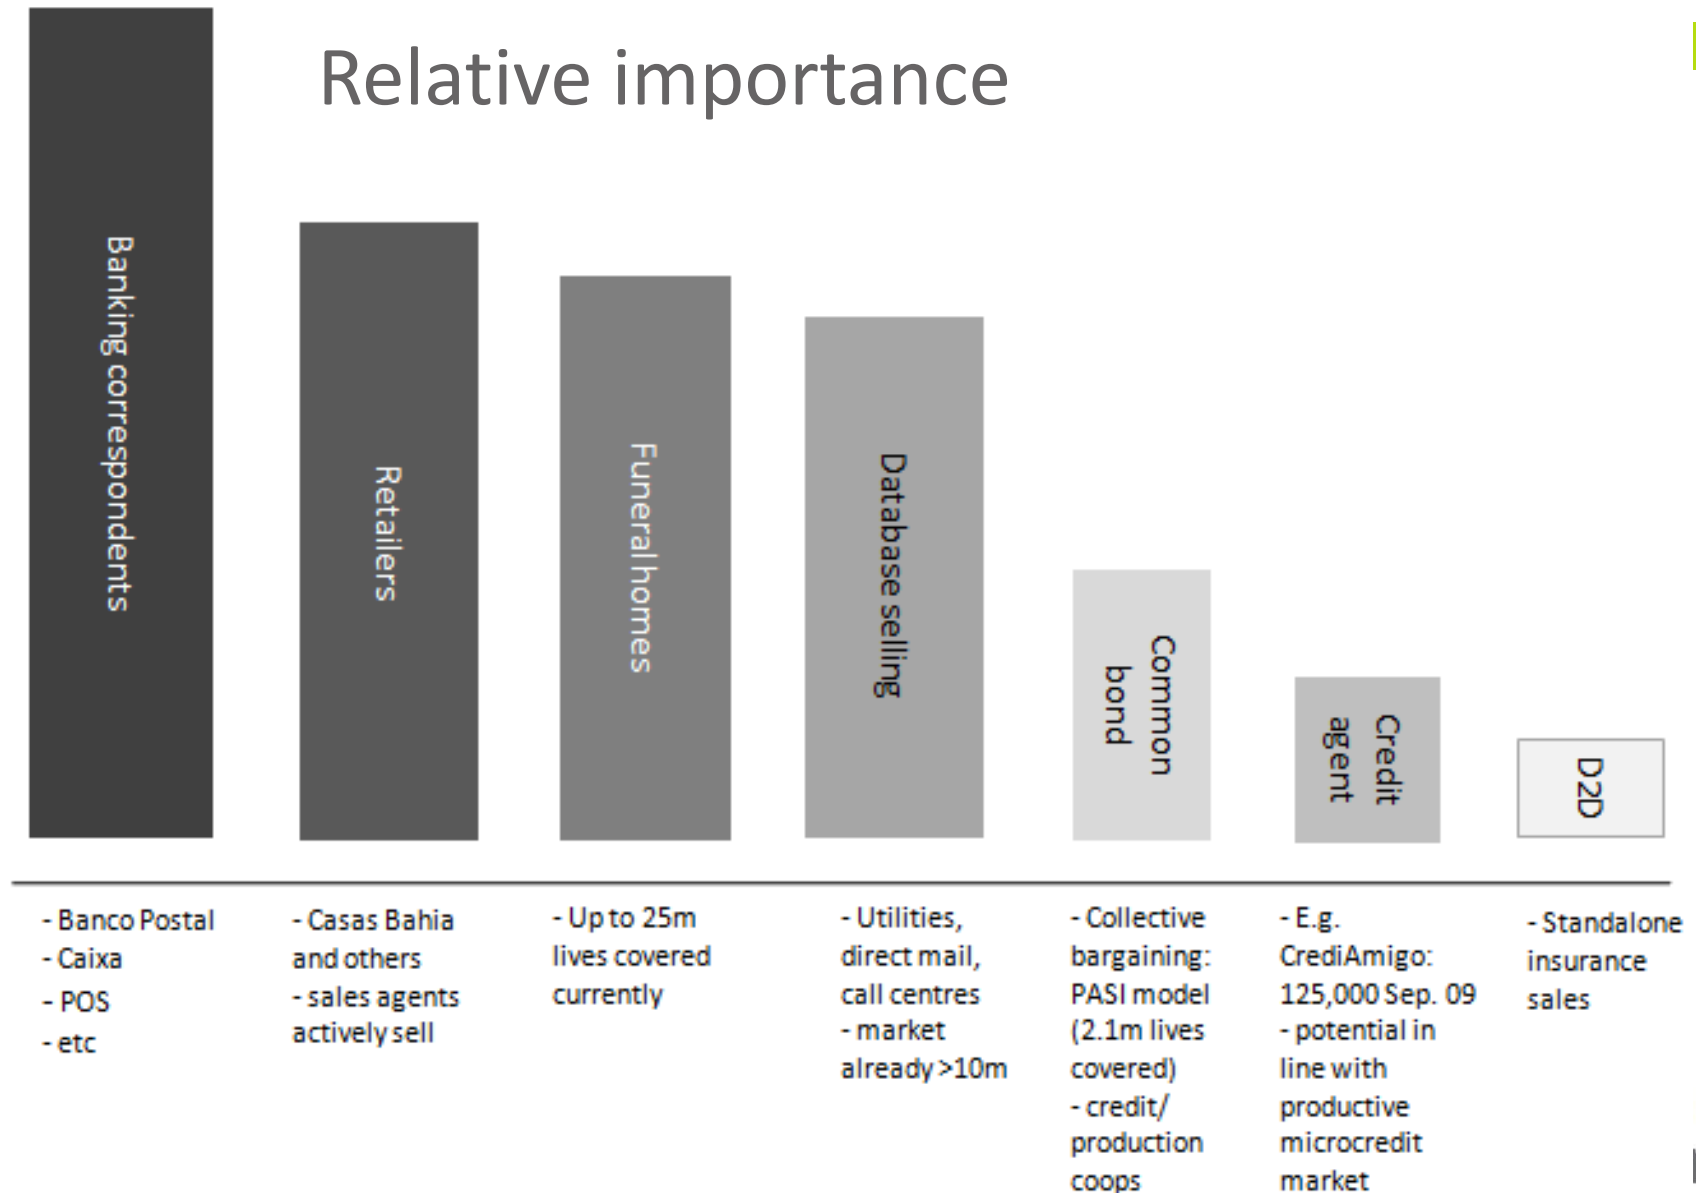 Relative importance
Banking correspondents
Retailers
Funeral homes
Database selling
Common
bond
Credit
agent
D2D
- Banco Postal
- Caixa
- POS
- etc
- Casas Bahia
and others
- sales agents
actively sell
- Up to 25m
lives covered
currently
- Utilities,
direct mail,
call centres
- market
already >10m
- Collective
bargaining:
PASI model
(2.1m lives
covered)
- credit/
production
coops
- E.g.
CrediAmigo:
125,000 Sep. 09
- potential in
line with
productive
microcredit
market
- Standalone
insurance
sales